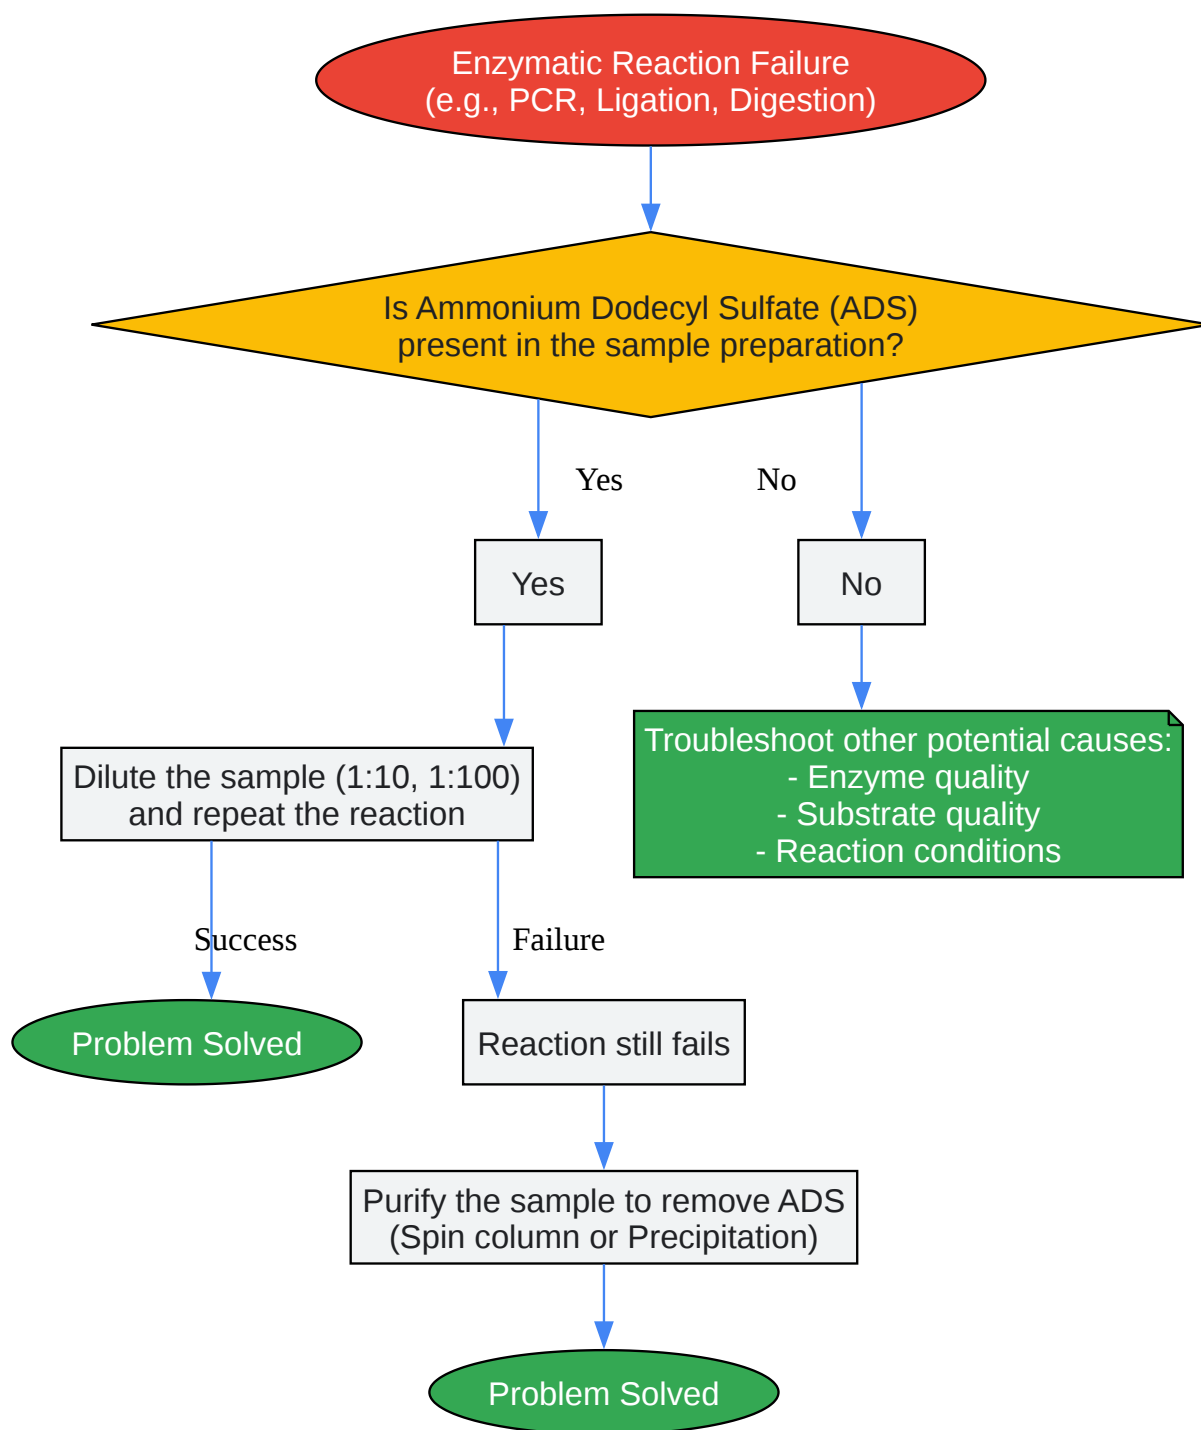 Enzymatic Reaction Failure
(e.g., PCR, Ligation, Digestion)
Is Ammonium Dodecyl Sulfate (ADS)
present in the sample preparation?
Yes
No
Yes
No
Troubleshoot other potential causes:
- Enzyme quality
- Substrate quality
- Reaction conditions
Dilute the sample (1:10, 1:100)
and repeat the reaction
Success
Failure
Problem Solved
Reaction still fails
Purify the sample to remove ADS
(Spin column or Precipitation)
Problem Solved